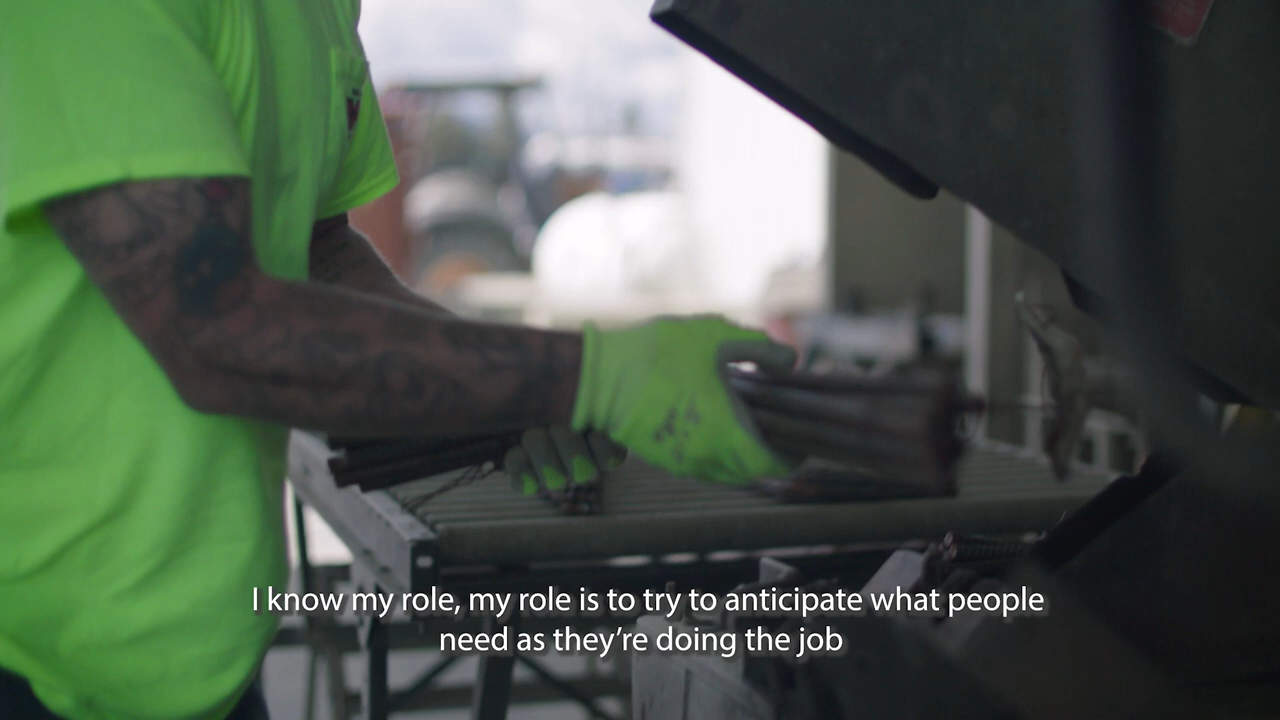 I know my role, my role is to try to anticipate what people
need as they’re doing the job